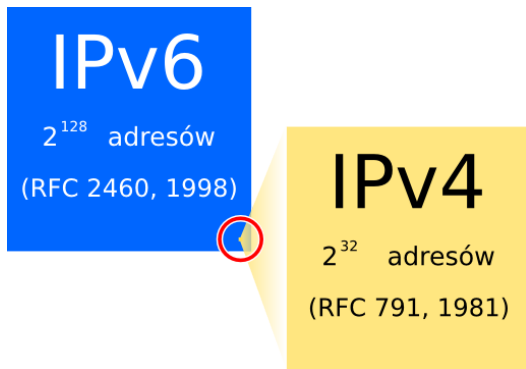 IPv6
2^128 adresów
(RFC 2460, 1998)
IPv4
2^32 adresów
(RFC 791, 1981)